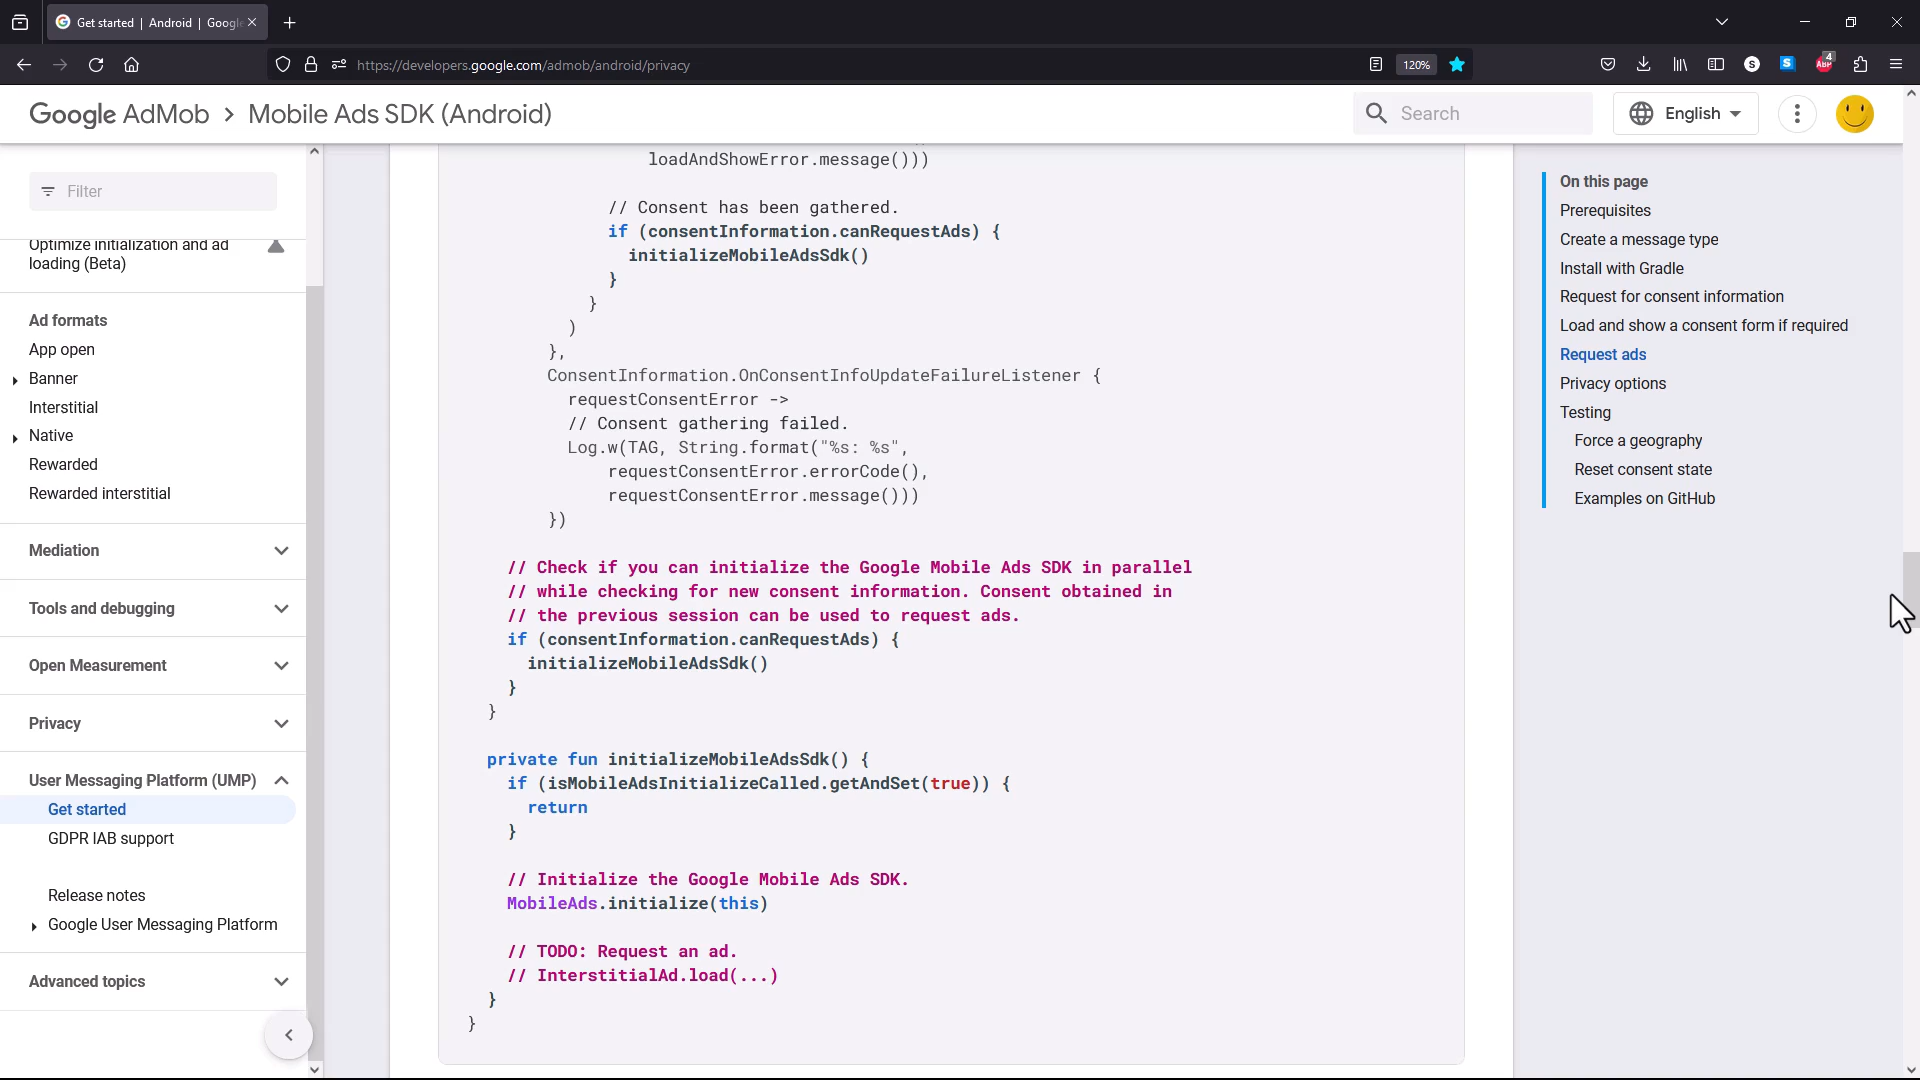 Get started | Android | Google
https://developers.google.com/admob/android/privacy
120%
S
S
ABP
4
Google AdMob > Mobile Ads SDK (Android)
Search
English
Filter
Optimize initialization and ad
loading (Beta)
Ad formats
App open
Banner
Interstitial
Native
Rewarded
Rewarded interstitial
Mediation
Tools and debugging
Open Measurement
Privacy
User Messaging Platform (UMP)
Get started
GDPR IAB support
Release notes
Google User Messaging Platform
Advanced topics
loadAndShowError.message()))
// Consent has been gathered.
if (consentInformation.canRequestAds) {
initializeMobileAdsSdk()
}
}
)
},
ConsentInformation.OnConsentInfoUpdateFailureListener {
requestConsentError ->
// Consent gathering failed.
Log.w(TAG, String.format("%s: %s",
requestConsentError.errorCode(),
requestConsentError.message()))
})
// Check if you can initialize the Google Mobile Ads SDK in parallel
// while checking for new consent information. Consent obtained in
// the previous session can be used to request ads.
if (consentInformation.canRequestAds) {
initializeMobileAdsSdk()
}
}
private fun initializeMobileAdsSdk() {
if (isMobileAdsInitializeCalled.getAndSet(true)) {
return
}
// Initialize the Google Mobile Ads SDK.
MobileAds.initialize(this)
// TODO: Request an ad.
// InterstitialAd.load(...)
}
}
On this page
Prerequisites
Create a message type
Install with Gradle
Request for consent information
Load and show a consent form if required
Request ads
Privacy options
Testing
Force a geography
Reset consent state
Examples on GitHub